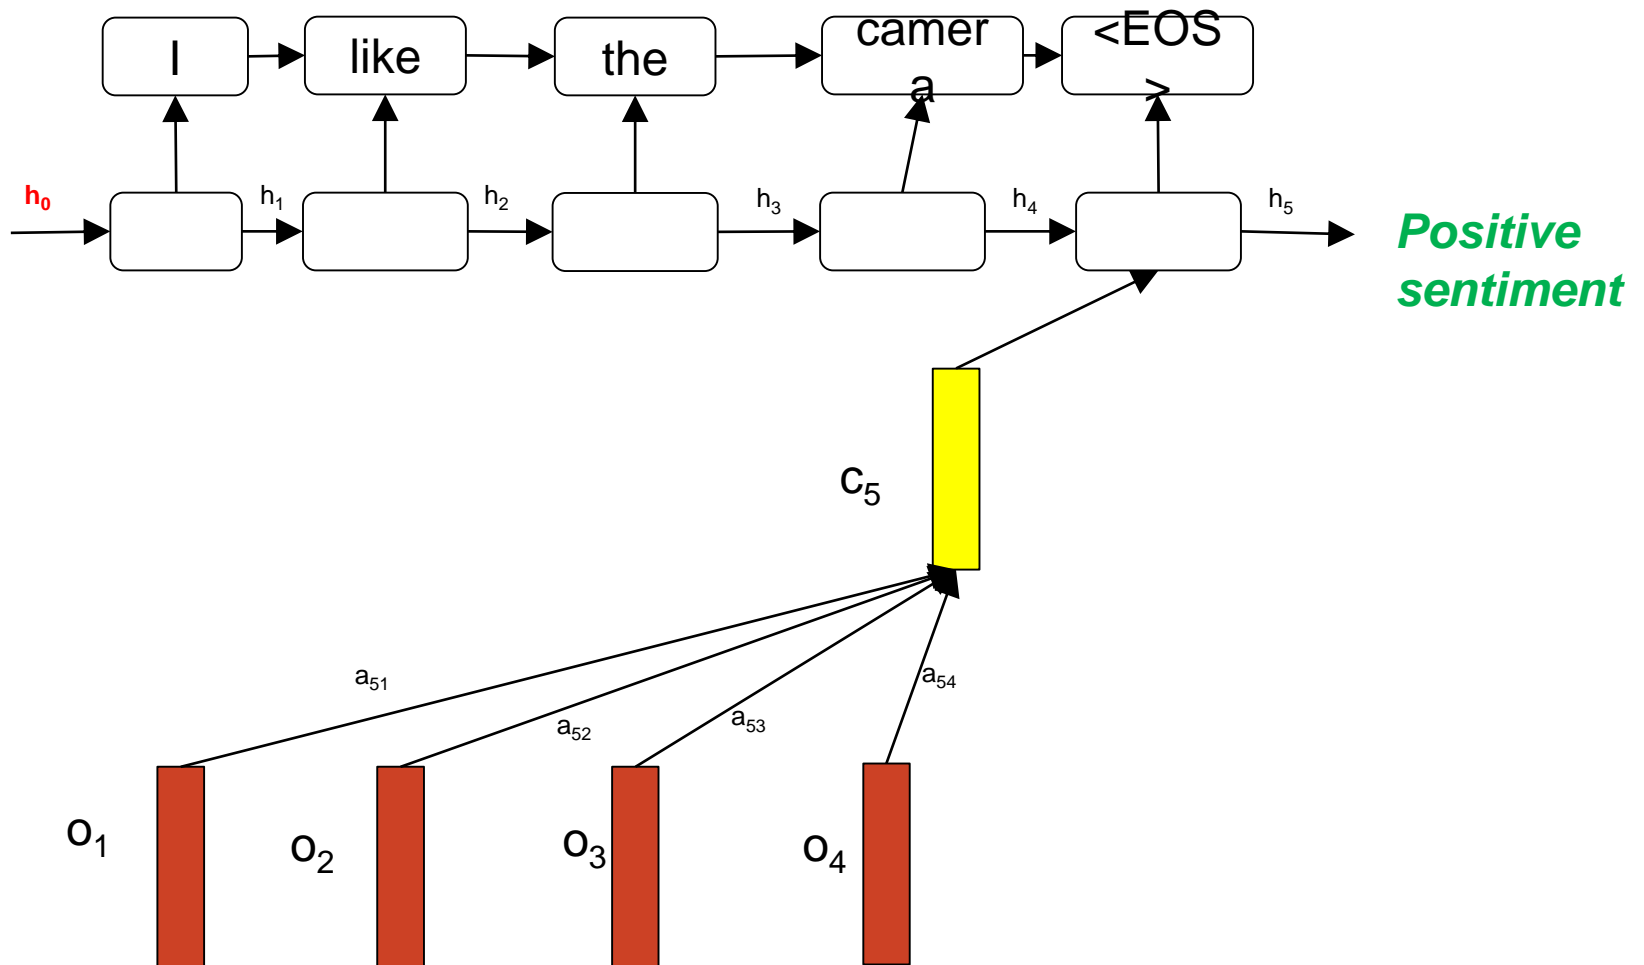 I like the camer <EOS
a >
h₀ h₁ h₂ h₃ h₄ h₅
Positive
sentiment
c₅
a₅₁ a₅₂ a₅₃ a₅₄
o₁ o₂ o₃ o₄